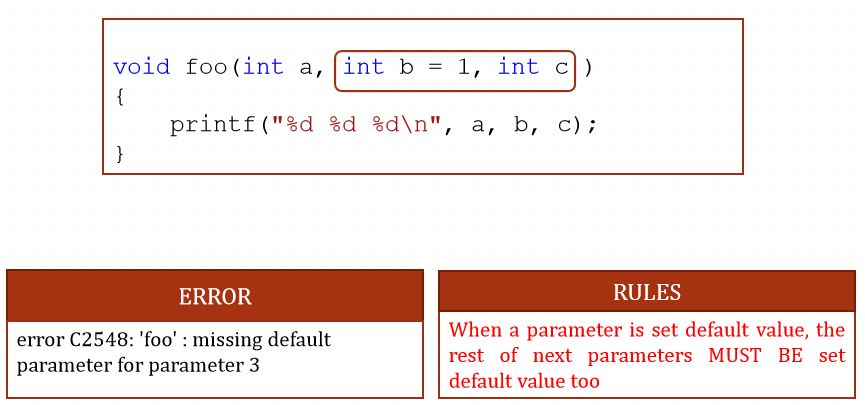 void foo(int a, int b = 1, int c )
{
printf("%d %d %d\n", a, b, c);
}
ERROR
error C2548: 'foo' : missing default
parameter for parameter 3
RULES
When a parameter is set default value, the
rest of next parameters MUST BE set
default value too